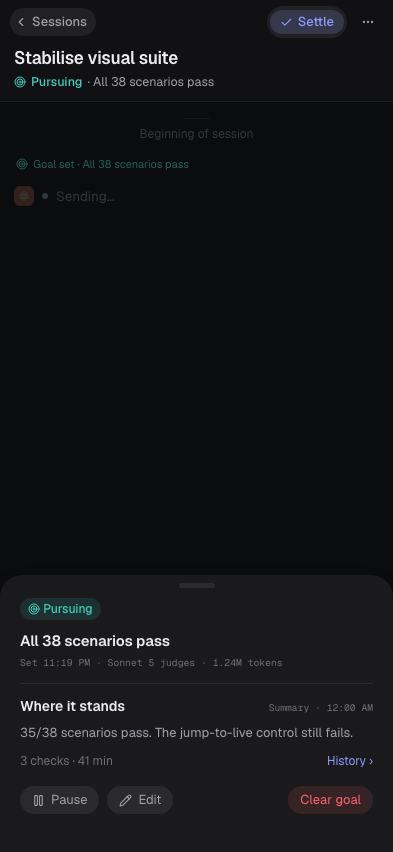 Sessions
Settle
Stabilise visual suite
Pursuing · All 38 scenarios pass
Beginning of session
Goal set · All 38 scenarios pass
Sending...
Pursuing
All 38 scenarios pass
Set 11:19 PM · Sonnet 5 judges · 1.24M tokens
Where it stands
Summary · 12:00 AM
35/38 scenarios pass. The jump-to-live control still fails.
3 checks · 41 min
History ›
Pause
Edit
Clear goal